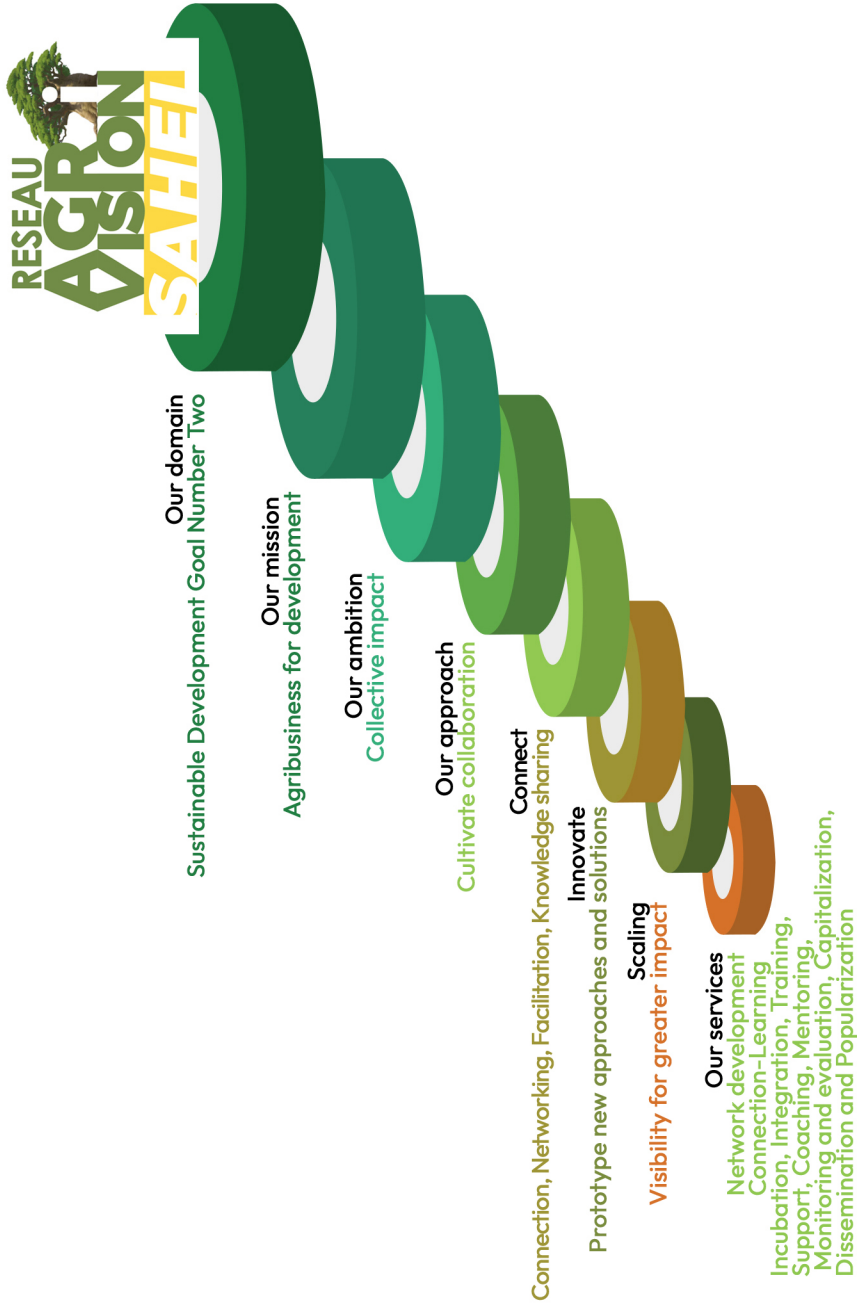 RESEAU
AGR
VISION
SAHEL
Our domain
Sustainable Development Goal Number Two
Our mission
Agribusiness for development
Our ambition
Collective impact
Our approach
Cultivate collaboration
Connect
Connection, Networking, Facilitation, Knowledge sharing
Innovate
Prototype new approaches and solutions
Scaling
Visibility for greater impact
Our services
Network development
Connection-Learning
Incubation, Integration, Training,
Support, Coaching, Mentoring,
Monitoring and evaluation, Capitalization,
Dissemination and Popularization